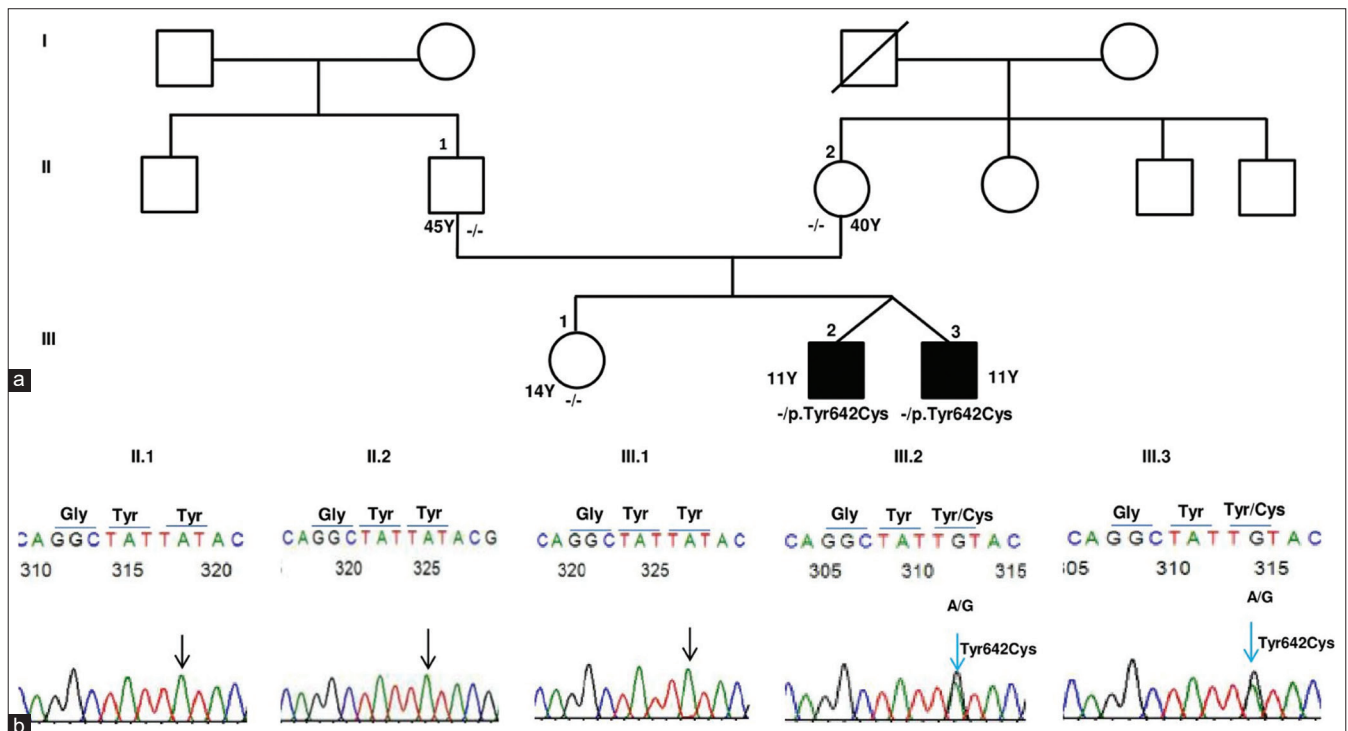 I
1
2
II
45Y -/-
-/- 40Y
1
2
3
III
14Y -/-
11Y
11Y
-/p.Tyr642Cys
-/p.Tyr642Cys
a
II.1
II.2
III.1
III.2
III.3
Gly Tyr Tyr
CAGGCTATTATAC
310 315 320
Gly Tyr Tyr
CAGGCTATTATACG
320 325
Gly Tyr Tyr
CAGGCTATTATAC
320 325
Gly Tyr Tyr/Cys
CAGGCTATTGTAC
305 310 315
A/G
Tyr642Cys
Gly Tyr Tyr/Cys
CAGGCTATTGTAC
305 310 315
A/G
Tyr642Cys
b